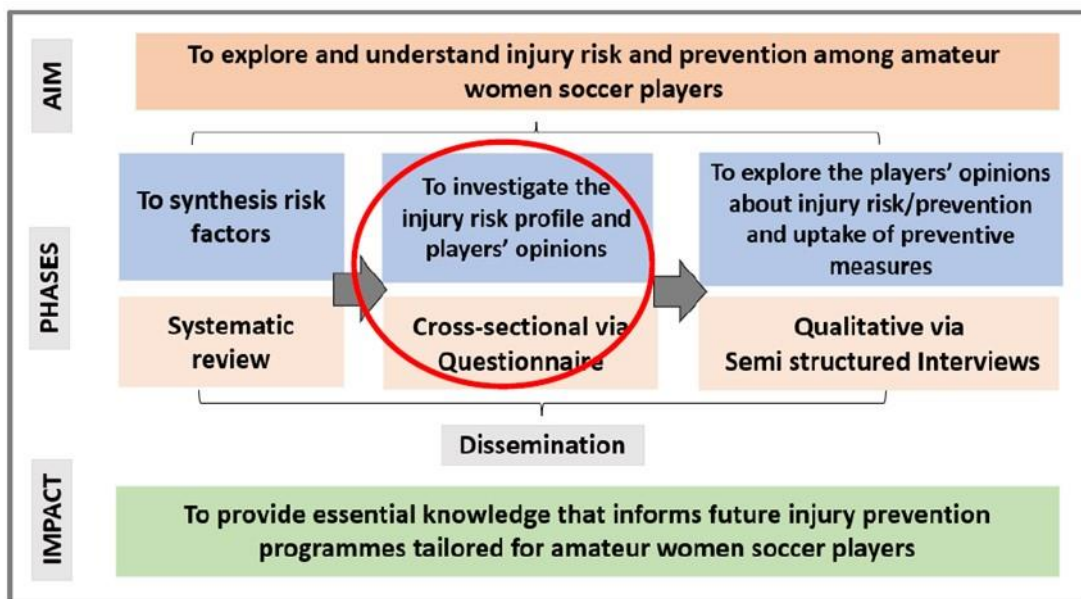 AIM
To explore and understand injury risk and prevention among amateur
women soccer players
PHASES
To synthesis risk
factors
To investigate the
injury risk profile and
players' opinions
To explore the players' opinions
about injury risk/prevention
and uptake of preventive
measures
Systematic
review
Cross-sectional via
Questionnaire
Qualitative via
Semi structured Interviews
Dissemination
IMPACT
To provide essential knowledge that informs future injury prevention
programmes tailored for amateur women soccer players